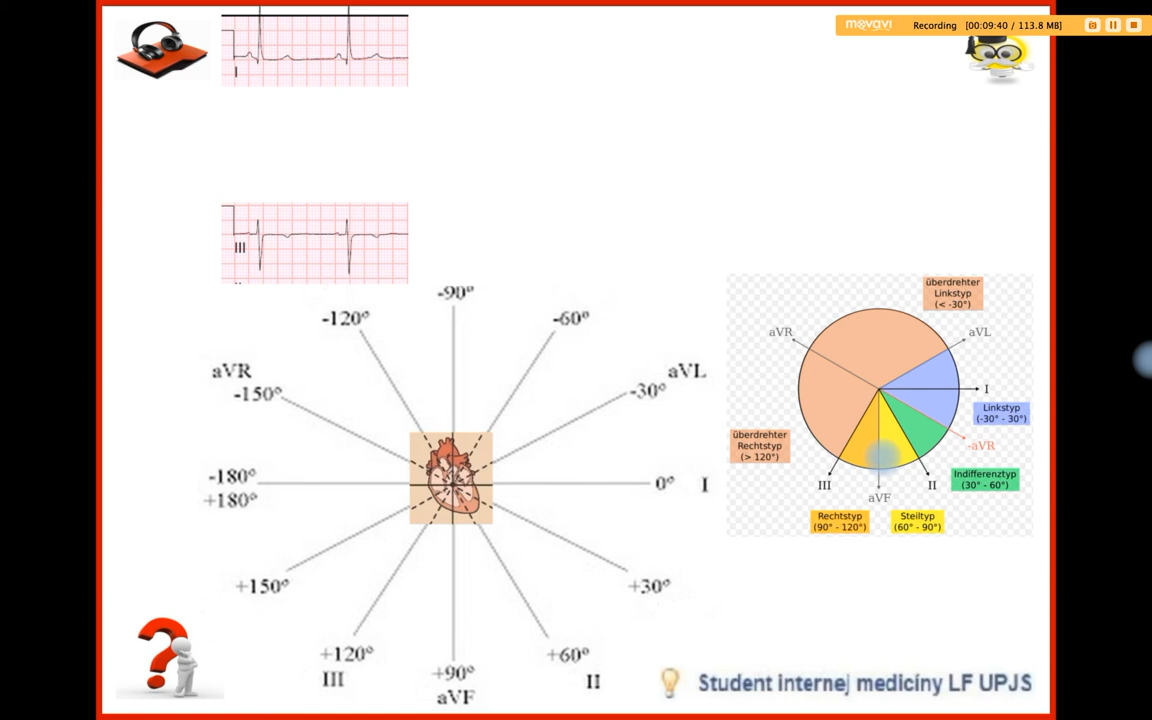 movavi Recording [00:09:40 / 113.8 MB]
I
III
-90°
-120°
-60°
aVR
-150°
aVL
-30°
-180°
+180°
0°
I
+150°
+30°
+120°
III
+90°
aVF
+60°
II
überdrehter
Linkstyp
(< -30°)
aVR
aVL
I
Linkstyp
(-30° - 30°)
-aVR
überdrehter
Rechtstyp
(> 120°)
Indifferenztyp
(30° - 60°)
III
II
aVF
Rechtstyp
(90° - 120°)
Steiltyp
(60° - 90°)
Student internej medicíny LF UPJS